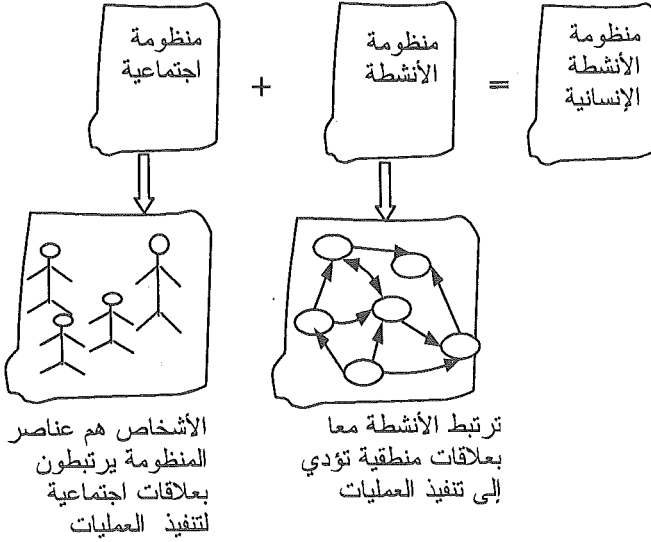 منظومة
اجتماعية
+
منظومة
الأنشطة
=
منظومة
الأنشطة
الإنسانية
الأشخاص هم عناصر
المنظومة يرتبطون
بعلاقات اجتماعية
لتنفيذ العمليات
ترتبط الأنشطة معا
بعلاقات منطقية تؤدي
إلى تنفيذ العمليات